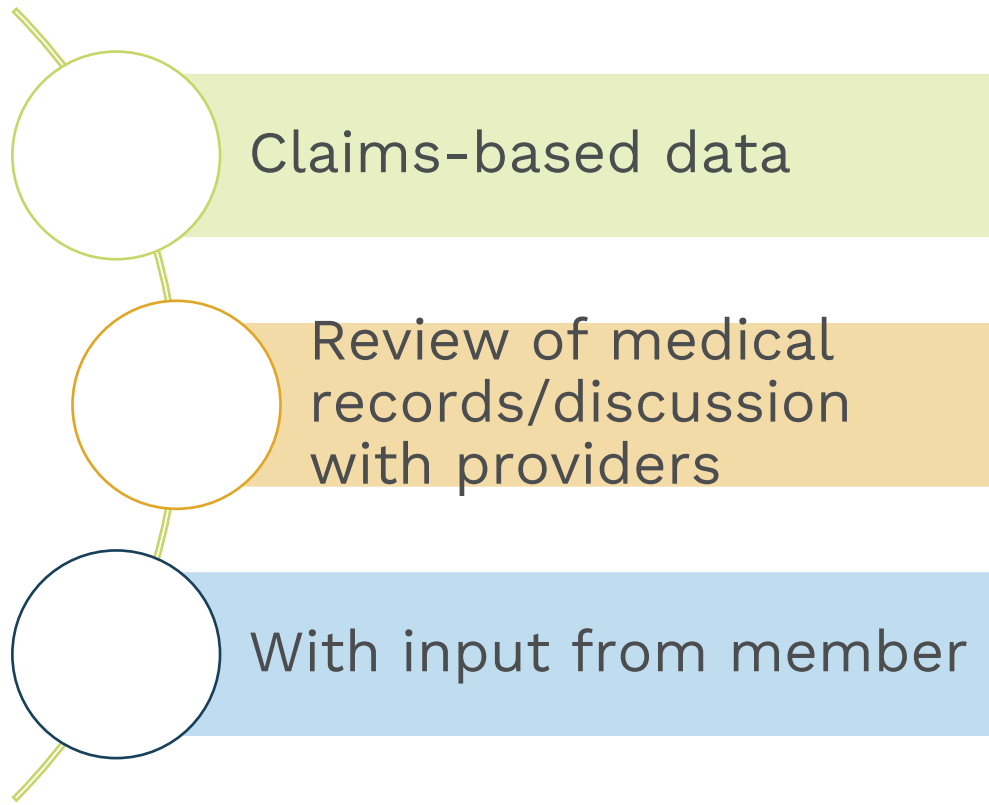 Claims-based data
Review of medical
records/discussion
with providers
With input from member